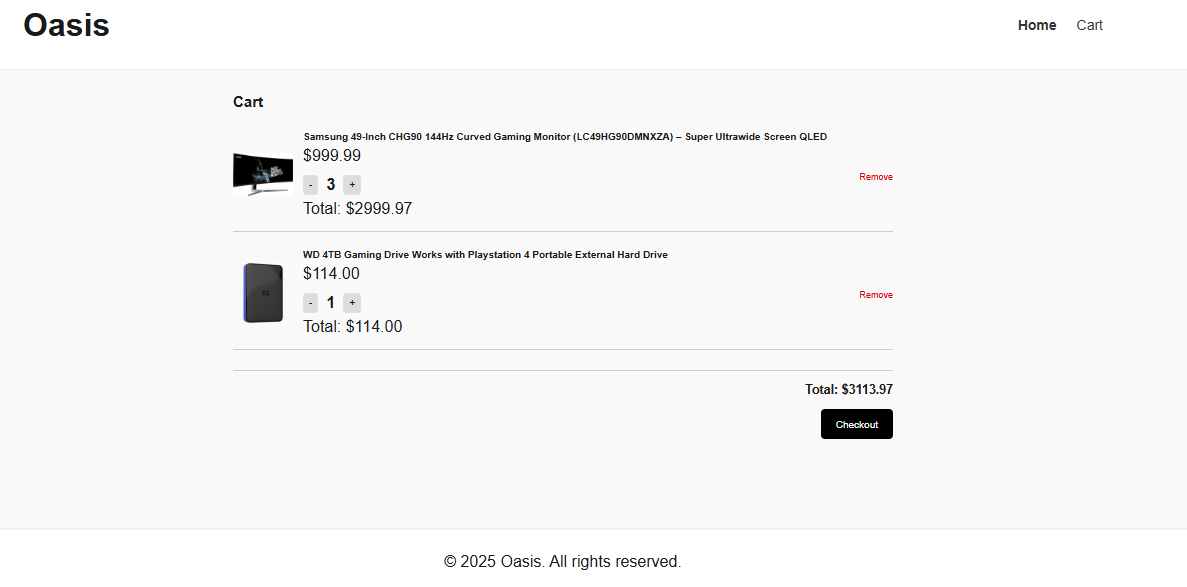 Oasis
Home Cart
Cart
Samsung 49-Inch CHG90 144Hz Curved Gaming Monitor (LC49HG90DMNXZA) – Super Ultrawide Screen QLED
$999.99
- 3 +
Remove
Total: $2999.97
WD 4TB Gaming Drive Works with Playstation 4 Portable External Hard Drive
$114.00
- 1 +
Remove
Total: $114.00
Total: $3113.97
Checkout
© 2025 Oasis. All rights reserved.